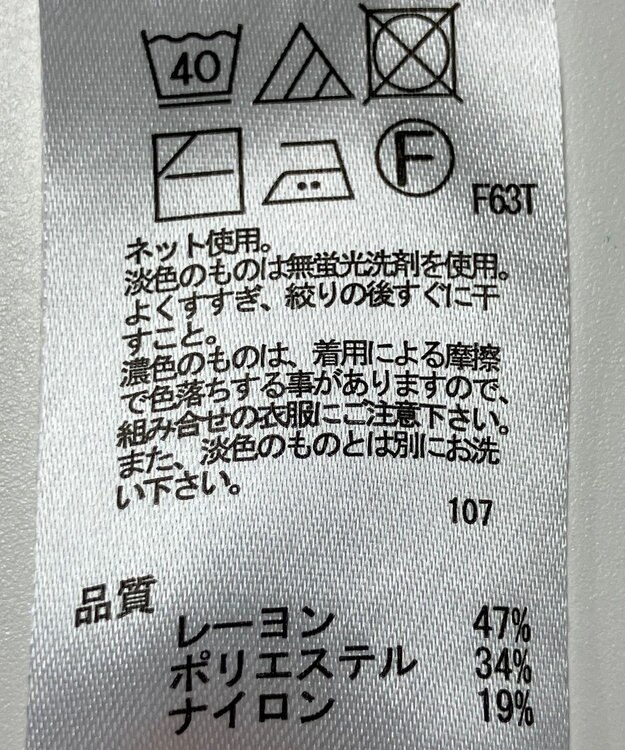 40
F
F63T
ネット使用。
淡色のものは無蛍光洗剤を使用。
よくすすぎ、絞りの後すぐに干
すこと。
濃色のものは、着用による摩擦
で色落ちする事がありますので、
組み合せの衣服にご注意下さい。
また、淡色のものとは別にお洗
い下さい。
107
品質
レーヨン 47%
ポリエステル 34%
ナイロン 19%